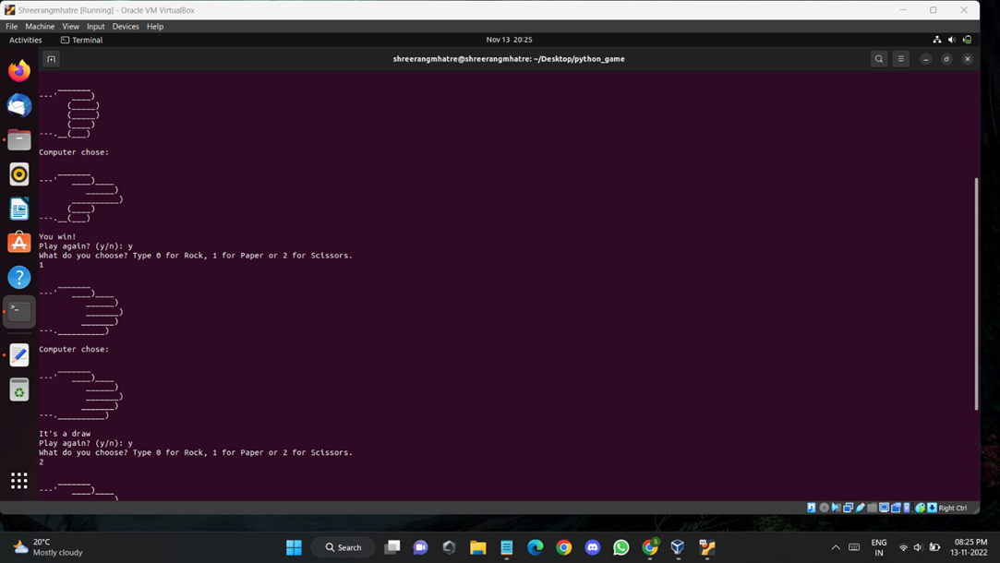 Shreerangmhatre [Running] - Oracle VM VirtualBox
File Machine View Input Devices Help
Activities Terminal Nov 13 20:25
shreerangmhatre@shreerangmhatre: ~/Desktop/python_game
    _______
---'   ____)
      (_____)
      (_____)
      (____)
---.__(___)
Computer chose:
    _______
---'   ____)____
          ______)
       __________)
      (____)
---.__(___)
You win!
Play again? (y/n): y
What do you choose? Type 0 for Rock, 1 for Paper or 2 for Scissors.
1
    _______
---'   ____)____
          ______)
          _______)
         _______)
---.__________)
Computer chose:
    _______
---'   ____)____
          ______)
          _______)
         _______)
---.__________)
It's a draw
Play again? (y/n): y
What do you choose? Type 0 for Rock, 1 for Paper or 2 for Scissors.
2
    _______
---'   ____)____
Right Ctrl
20°C
Mostly cloudy
Search
ENG
IN
08:25 PM
13-11-2022